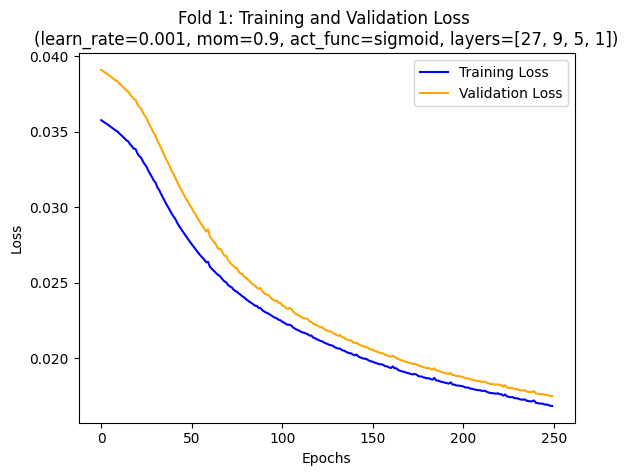 Fold 1: Training and Validation Loss
(learn_rate=0.001, mom=0.9, act_func=sigmoid, layers=[27, 9, 5, 1])
Training Loss
Validation Loss
0.040
0.035
0.030
0.025
0.020
Loss
0
50
100
150
200
250
Epochs